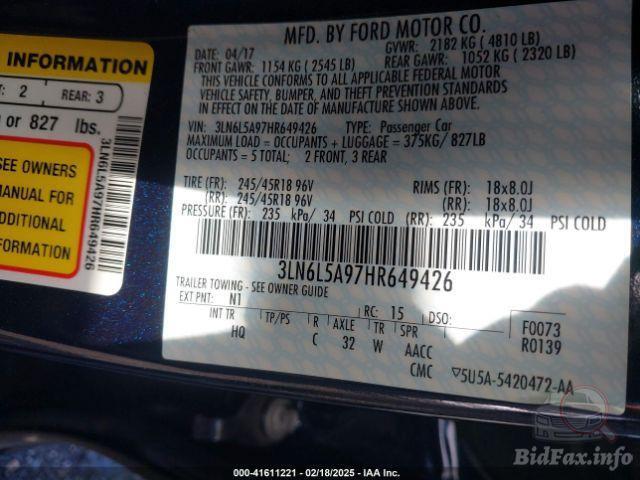 INFORMATION
2
REAR: 3
or 827 lbs.
SEE OWNERS
MANUAL FOR
ADDITIONAL
INFORMATION
3LN6L5A97HR649426
MFD. BY FORD MOTOR CO.
DATE: 04/17
GVWR: 2182 KG ( 4810 LB)
FRONT GAWR: 1154 KG ( 2545 LB)
REAR GAWR: 1052 KG ( 2320 LB)
THIS VEHICLE CONFORMS TO ALL APPLICABLE FEDERAL MOTOR
VEHICLE SAFETY, BUMPER, AND THEFT PREVENTION STANDARDS
IN EFFECT ON THE DATE OF MANUFACTURE SHOWN ABOVE.
VIN: 3LN6L5A97HR649426 TYPE: Passenger Car
MAXIMUM LOAD = OCCUPANTS + LUGGAGE = 375KG/ 827LB
OCCUPANTS = 5 TOTAL; 2 FRONT, 3 REAR
TIRE (FR): 245/45R18 96V RIMS (FR): 18x8.0J
(RR): 245/45R18 96V (RR): 18x8.0J
PRESSURE (FR): 235 kPa/ 34 PSI COLD (RR): 235 kPa/ 34 PSI COLD
3LN6L5A97HR649426
TRAILER TOWING - SEE OWNER GUIDE
EXT PNT: N1 RC: 15 DSO: F0073
INT TR TP/PS R AXLE TR SPR R0139
HQ C 32 W AACC
CMC ▽5U5A-5420472-AA
BidFax.info
000-41611221 - 02/18/2025 - IAA Inc.